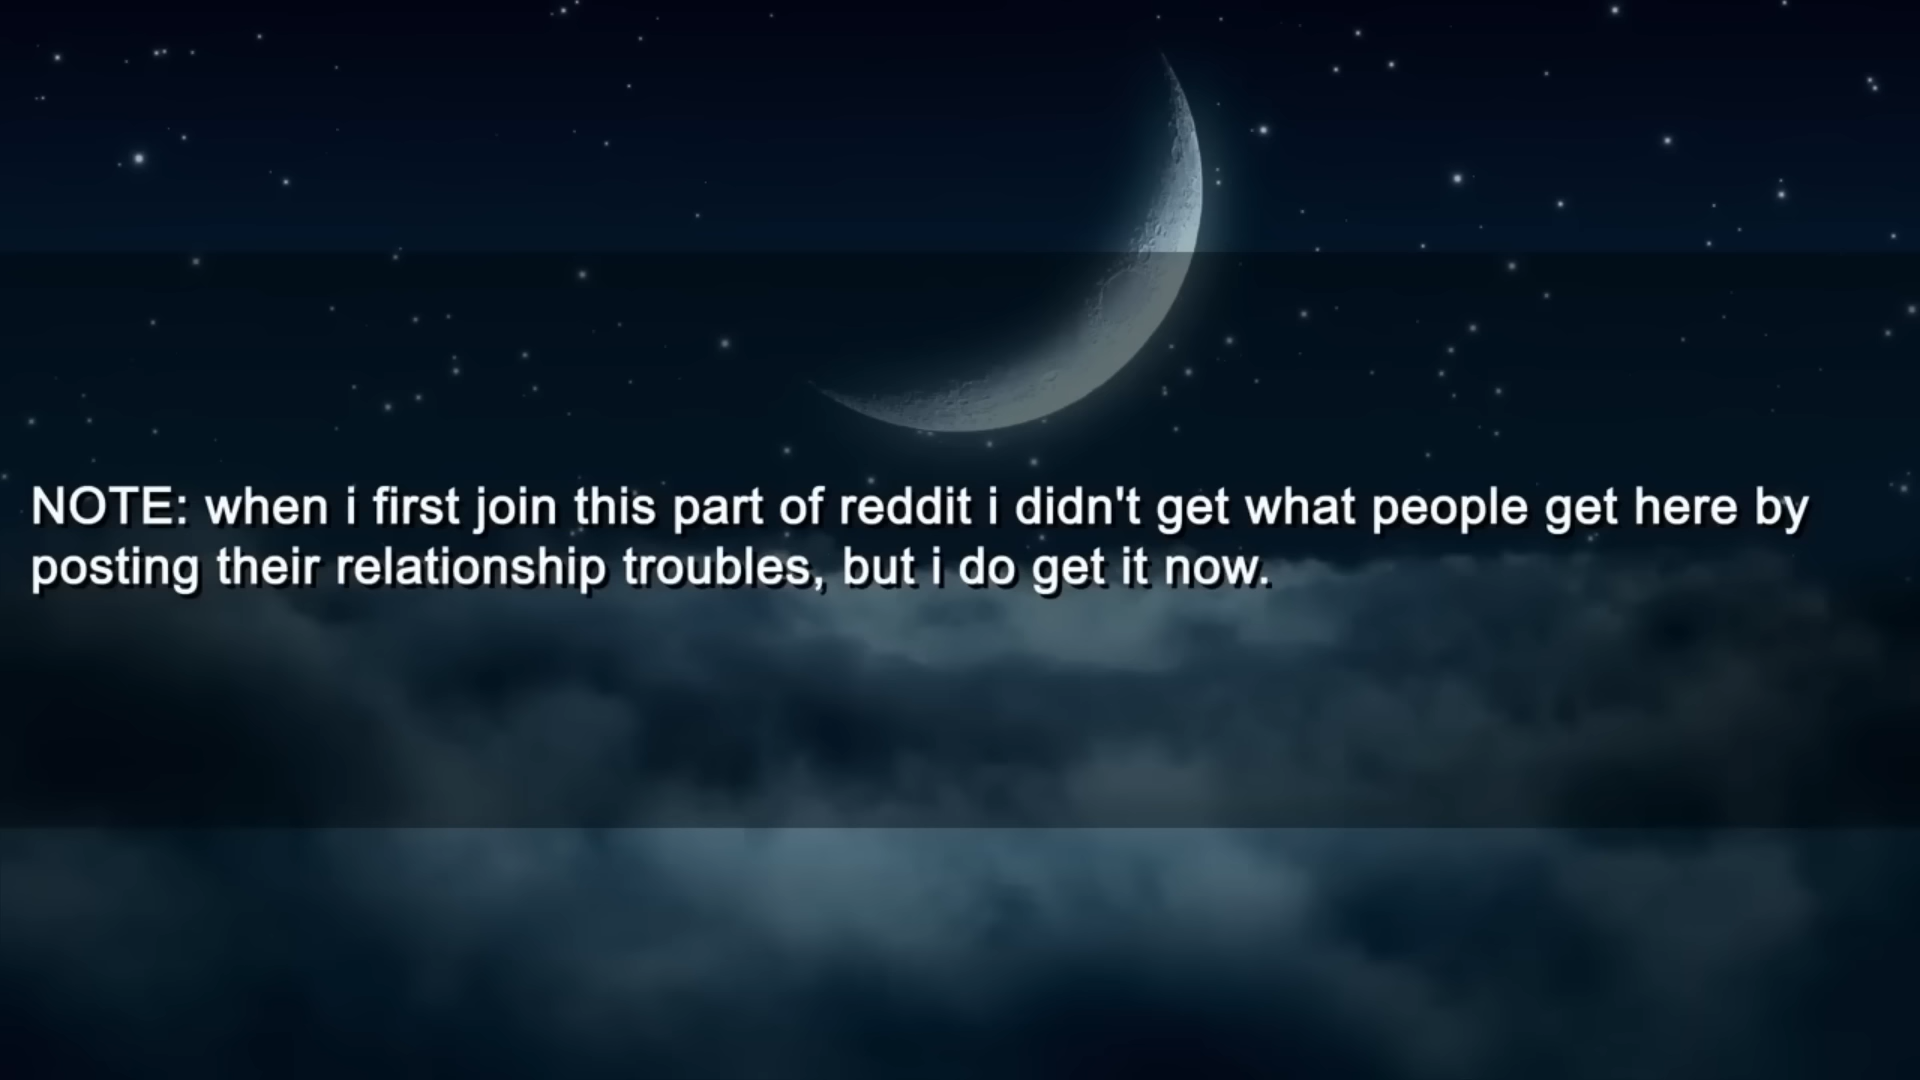 NOTE: when i first join this part of reddit i didn't get what people get here by
posting their relationship troubles, but i do get it now.